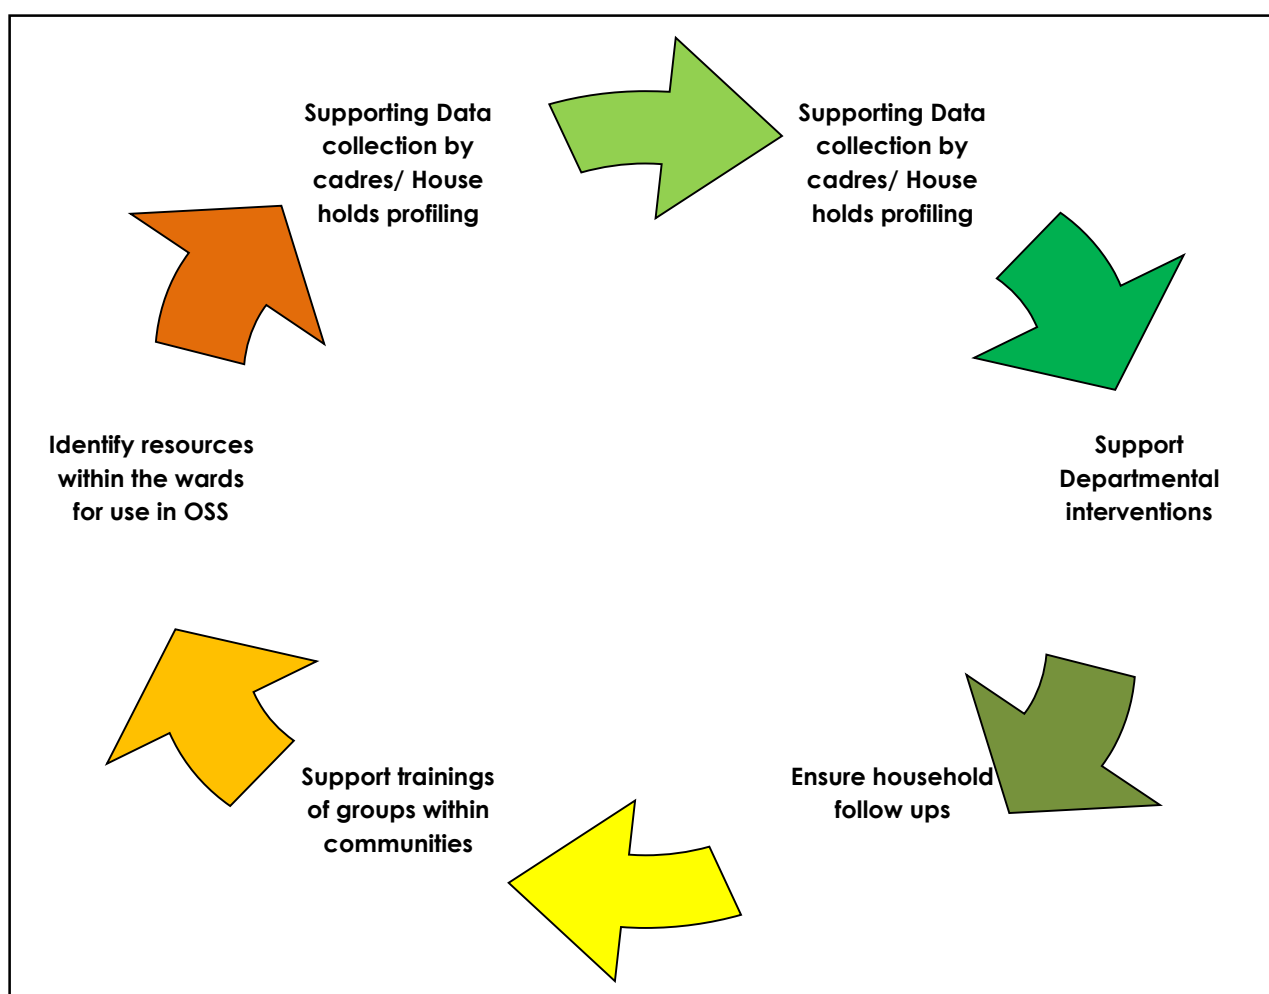 Supporting Data
collection by
cadres/ House
holds profiling
Supporting Data
collection by
cadres/ House
holds profiling
Support
Departmental
interventions
Ensure household
follow ups
Support trainings
of groups within
communities
Identify resources
within the wards
for use in OSS